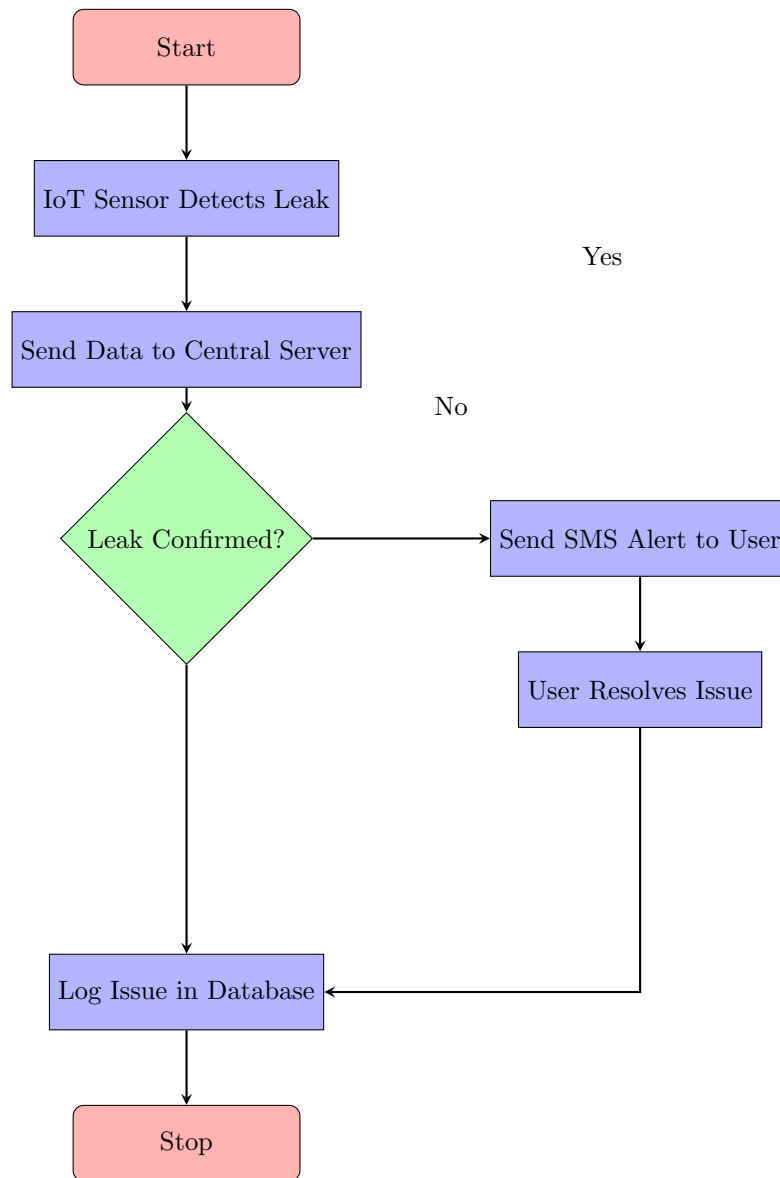 Start
IoT Sensor Detects Leak
Yes
Send Data to Central Server
No
Leak Confirmed?
Send SMS Alert to User
User Resolves Issue
Log Issue in Database
Stop